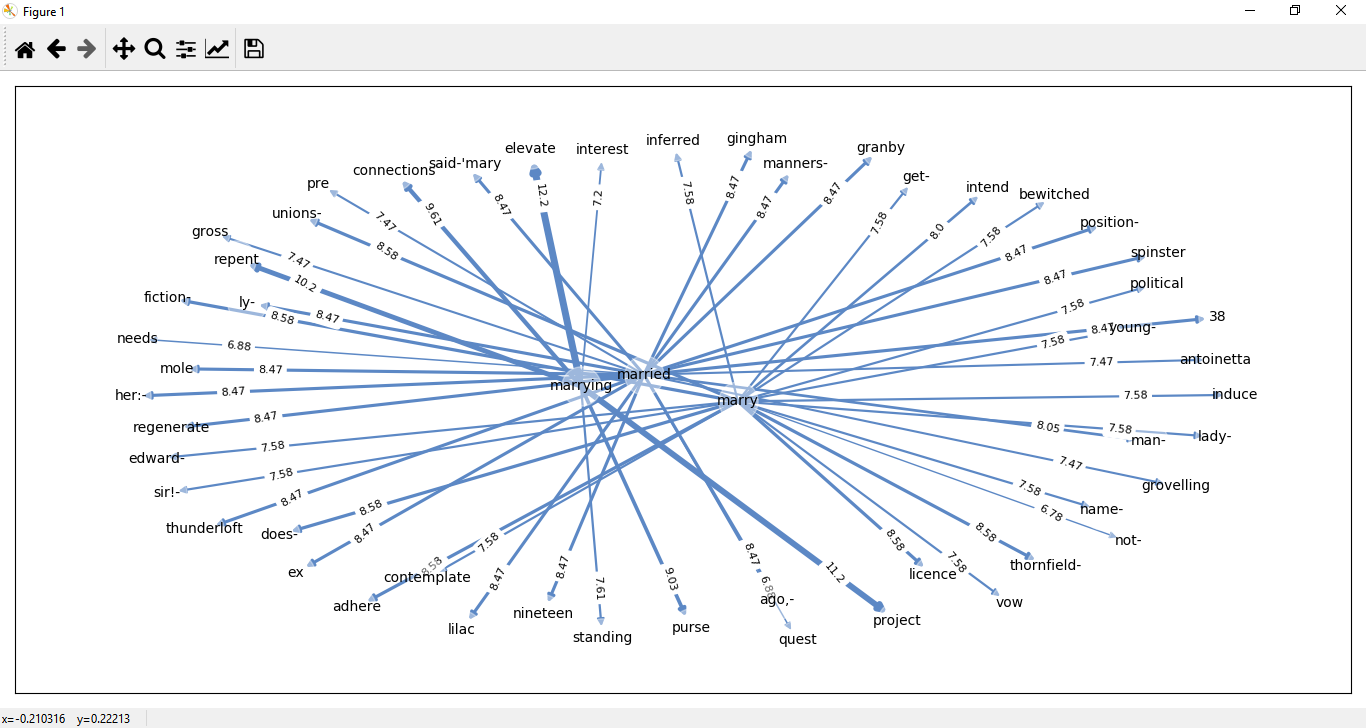 Figure 1
elevate
interest
inferred
gingham
granby
connections
said-'mary
manners-
pre
get-
intend
bewitched
unions-
position-
gross
spinster
repent
political
fiction-
ly-
38
needs
young-
mole
antoinetta
her:-
induce
regenerate
man-
lady-
edward-
sir!-
grovelling
thunderloft
does-
name-
not-
ex
contemplate
licence
thornfield-
adhere
nineteen
ago,-
vow
lilac
standing
purse
quest
project
married
marrying
marry
12.2
7.2
7.58
8.47
8.47
8.47
9.61
8.47
7.47
7.58
8.0
7.58
8.58
8.47
7.47
8.47
10.2
7.58
8.58
8.47
8.47
7.58
6.88
7.47
8.47
8.47
7.58
8.47
8.05
7.58
7.58
7.58
7.47
8.47
8.58
7.58
6.78
8.47
8.58
7.58
8.58
8.58
7.58
8.47
8.47
7.61
9.03
8.47
11.2
x=-0.210316 y=0.22213